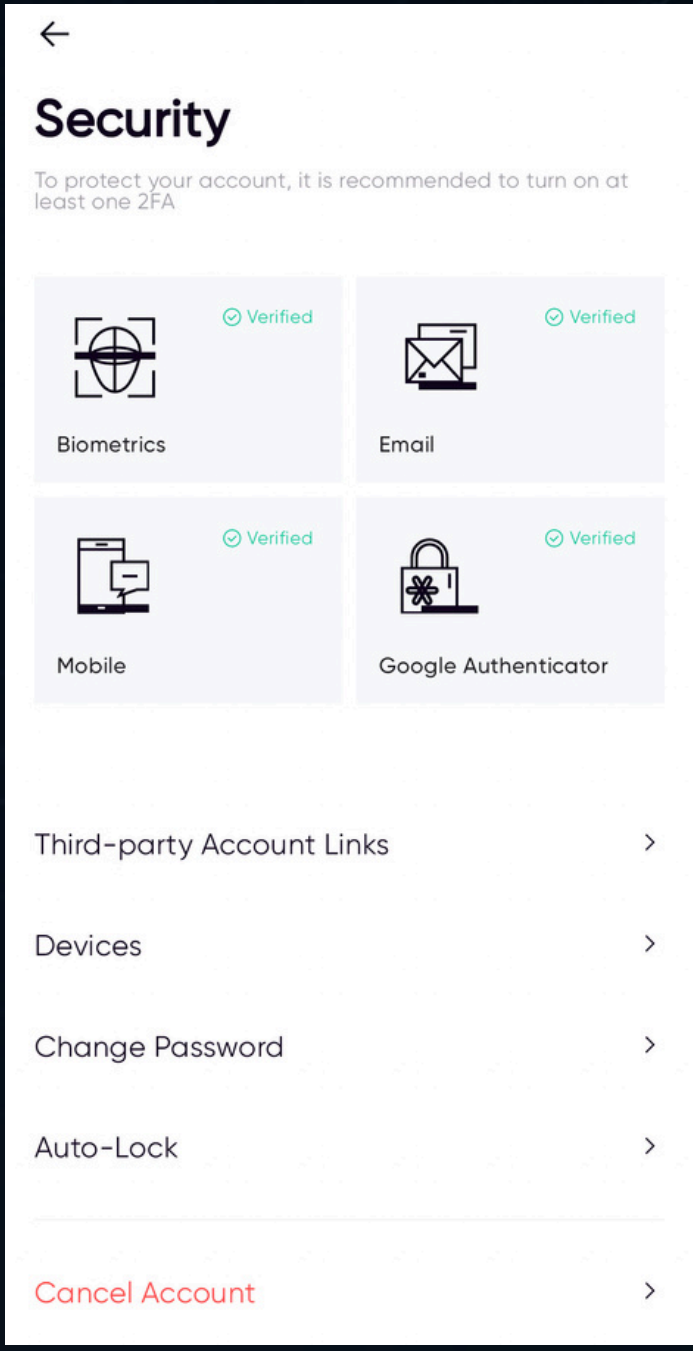 Security
To protect your account, it is recommended to turn on at
least one 2FA
Verified
Biometrics
Verified
Email
Verified
Mobile
Verified
Google Authenticator
Third-party Account Links
Devices
Change Password
Auto-Lock
Cancel Account